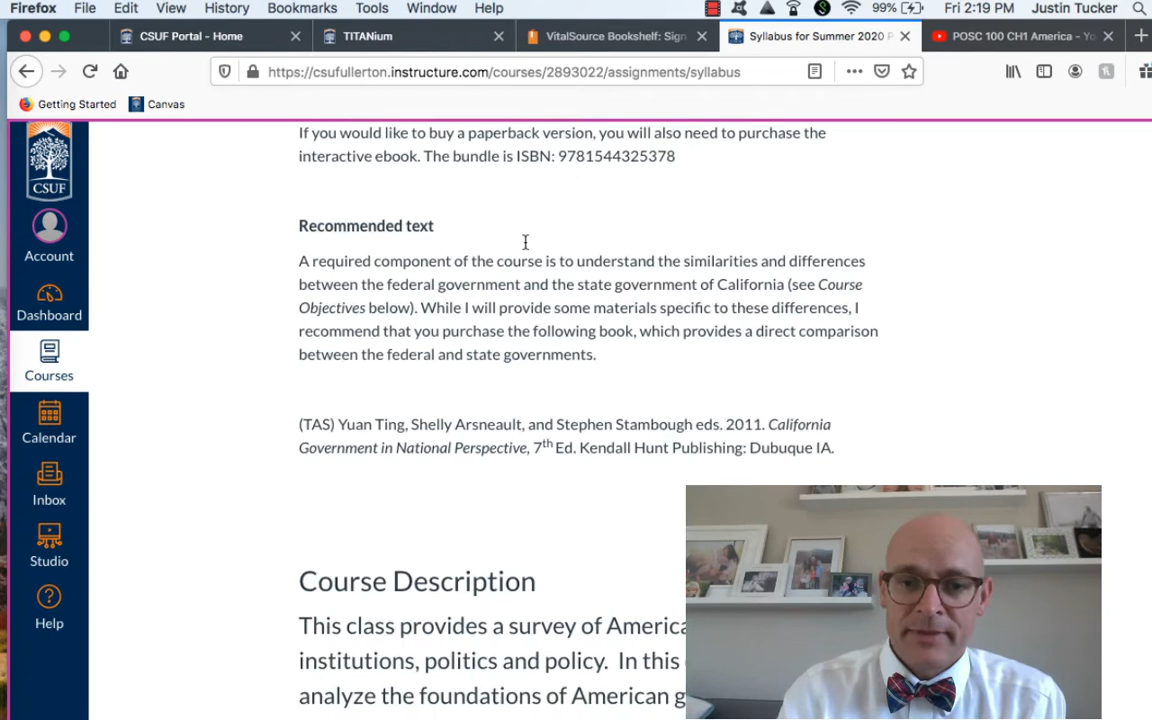 Firefox File Edit View History Bookmarks Tools Window Help 99% Fri 2:19 PM Justin Tucker
CSUF Portal - Home TITANium VitalSource Bookshelf: Sign Syllabus for Summer 2020 P POSC 100 CH1 America - Yo
https://csufullerton.instructure.com/courses/2893022/assignments/syllabus
Getting Started Canvas
CSUF
Account
Dashboard
Courses
Calendar
Inbox
Studio
Help
If you would like to buy a paperback version, you will also need to purchase the
interactive ebook. The bundle is ISBN: 9781544325378
Recommended text
A required component of the course is to understand the similarities and differences
between the federal government and the state government of California (see Course
Objectives below). While I will provide some materials specific to these differences, I
recommend that you purchase the following book, which provides a direct comparison
between the federal and state governments.
(TAS) Yuan Ting, Shelly Arsneault, and Stephen Stambough eds. 2011. California
Government in National Perspective, 7th Ed. Kendall Hunt Publishing: Dubuque IA.
Course Description
This class provides a survey of America
institutions, politics and policy. In this
analyze the foundations of American g